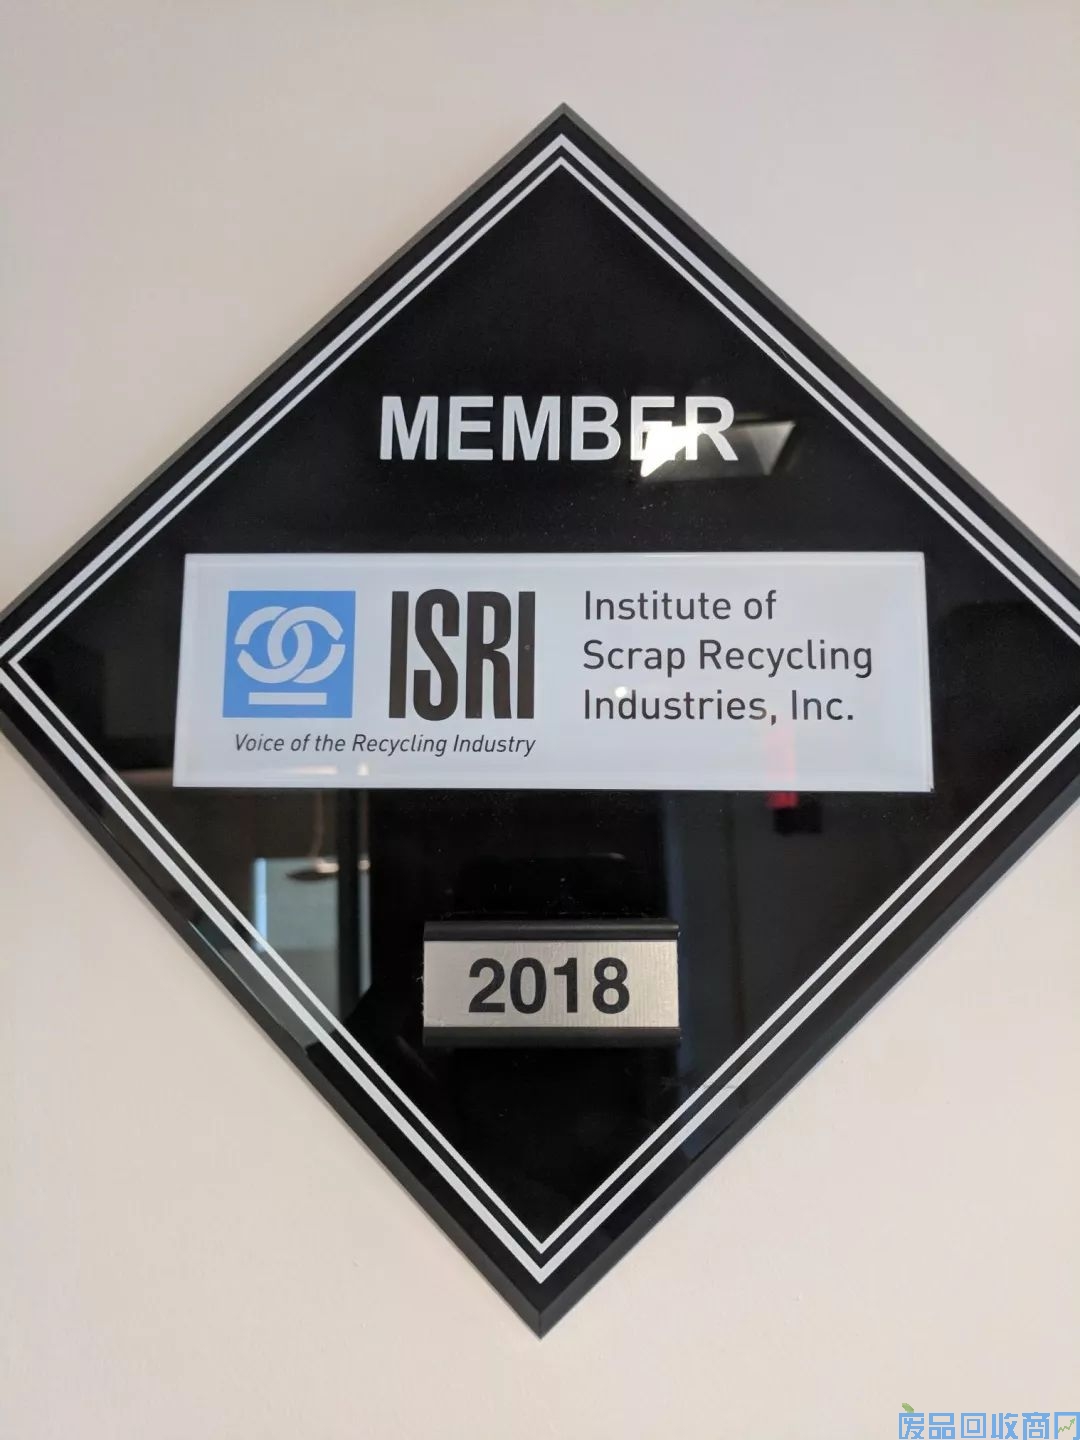 MEMBER
ISRI
Institute of
Scrap Recycling
Industries, Inc.
Voice of the Recycling Industry
2018
废品回收商网